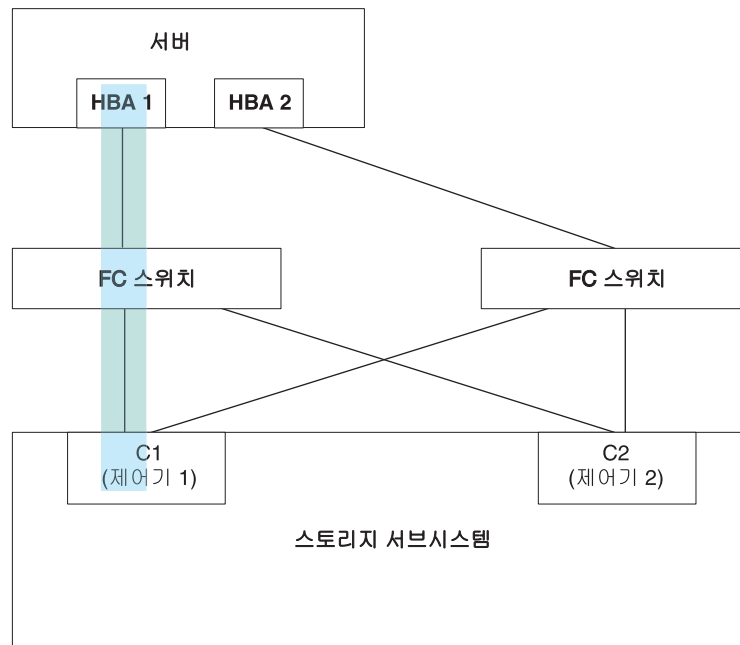 서버
HBA 1
HBA 2
FC 스위치
FC 스위치
C1
(제어기 1)
C2
(제어기 2)
스토리지 서브시스템